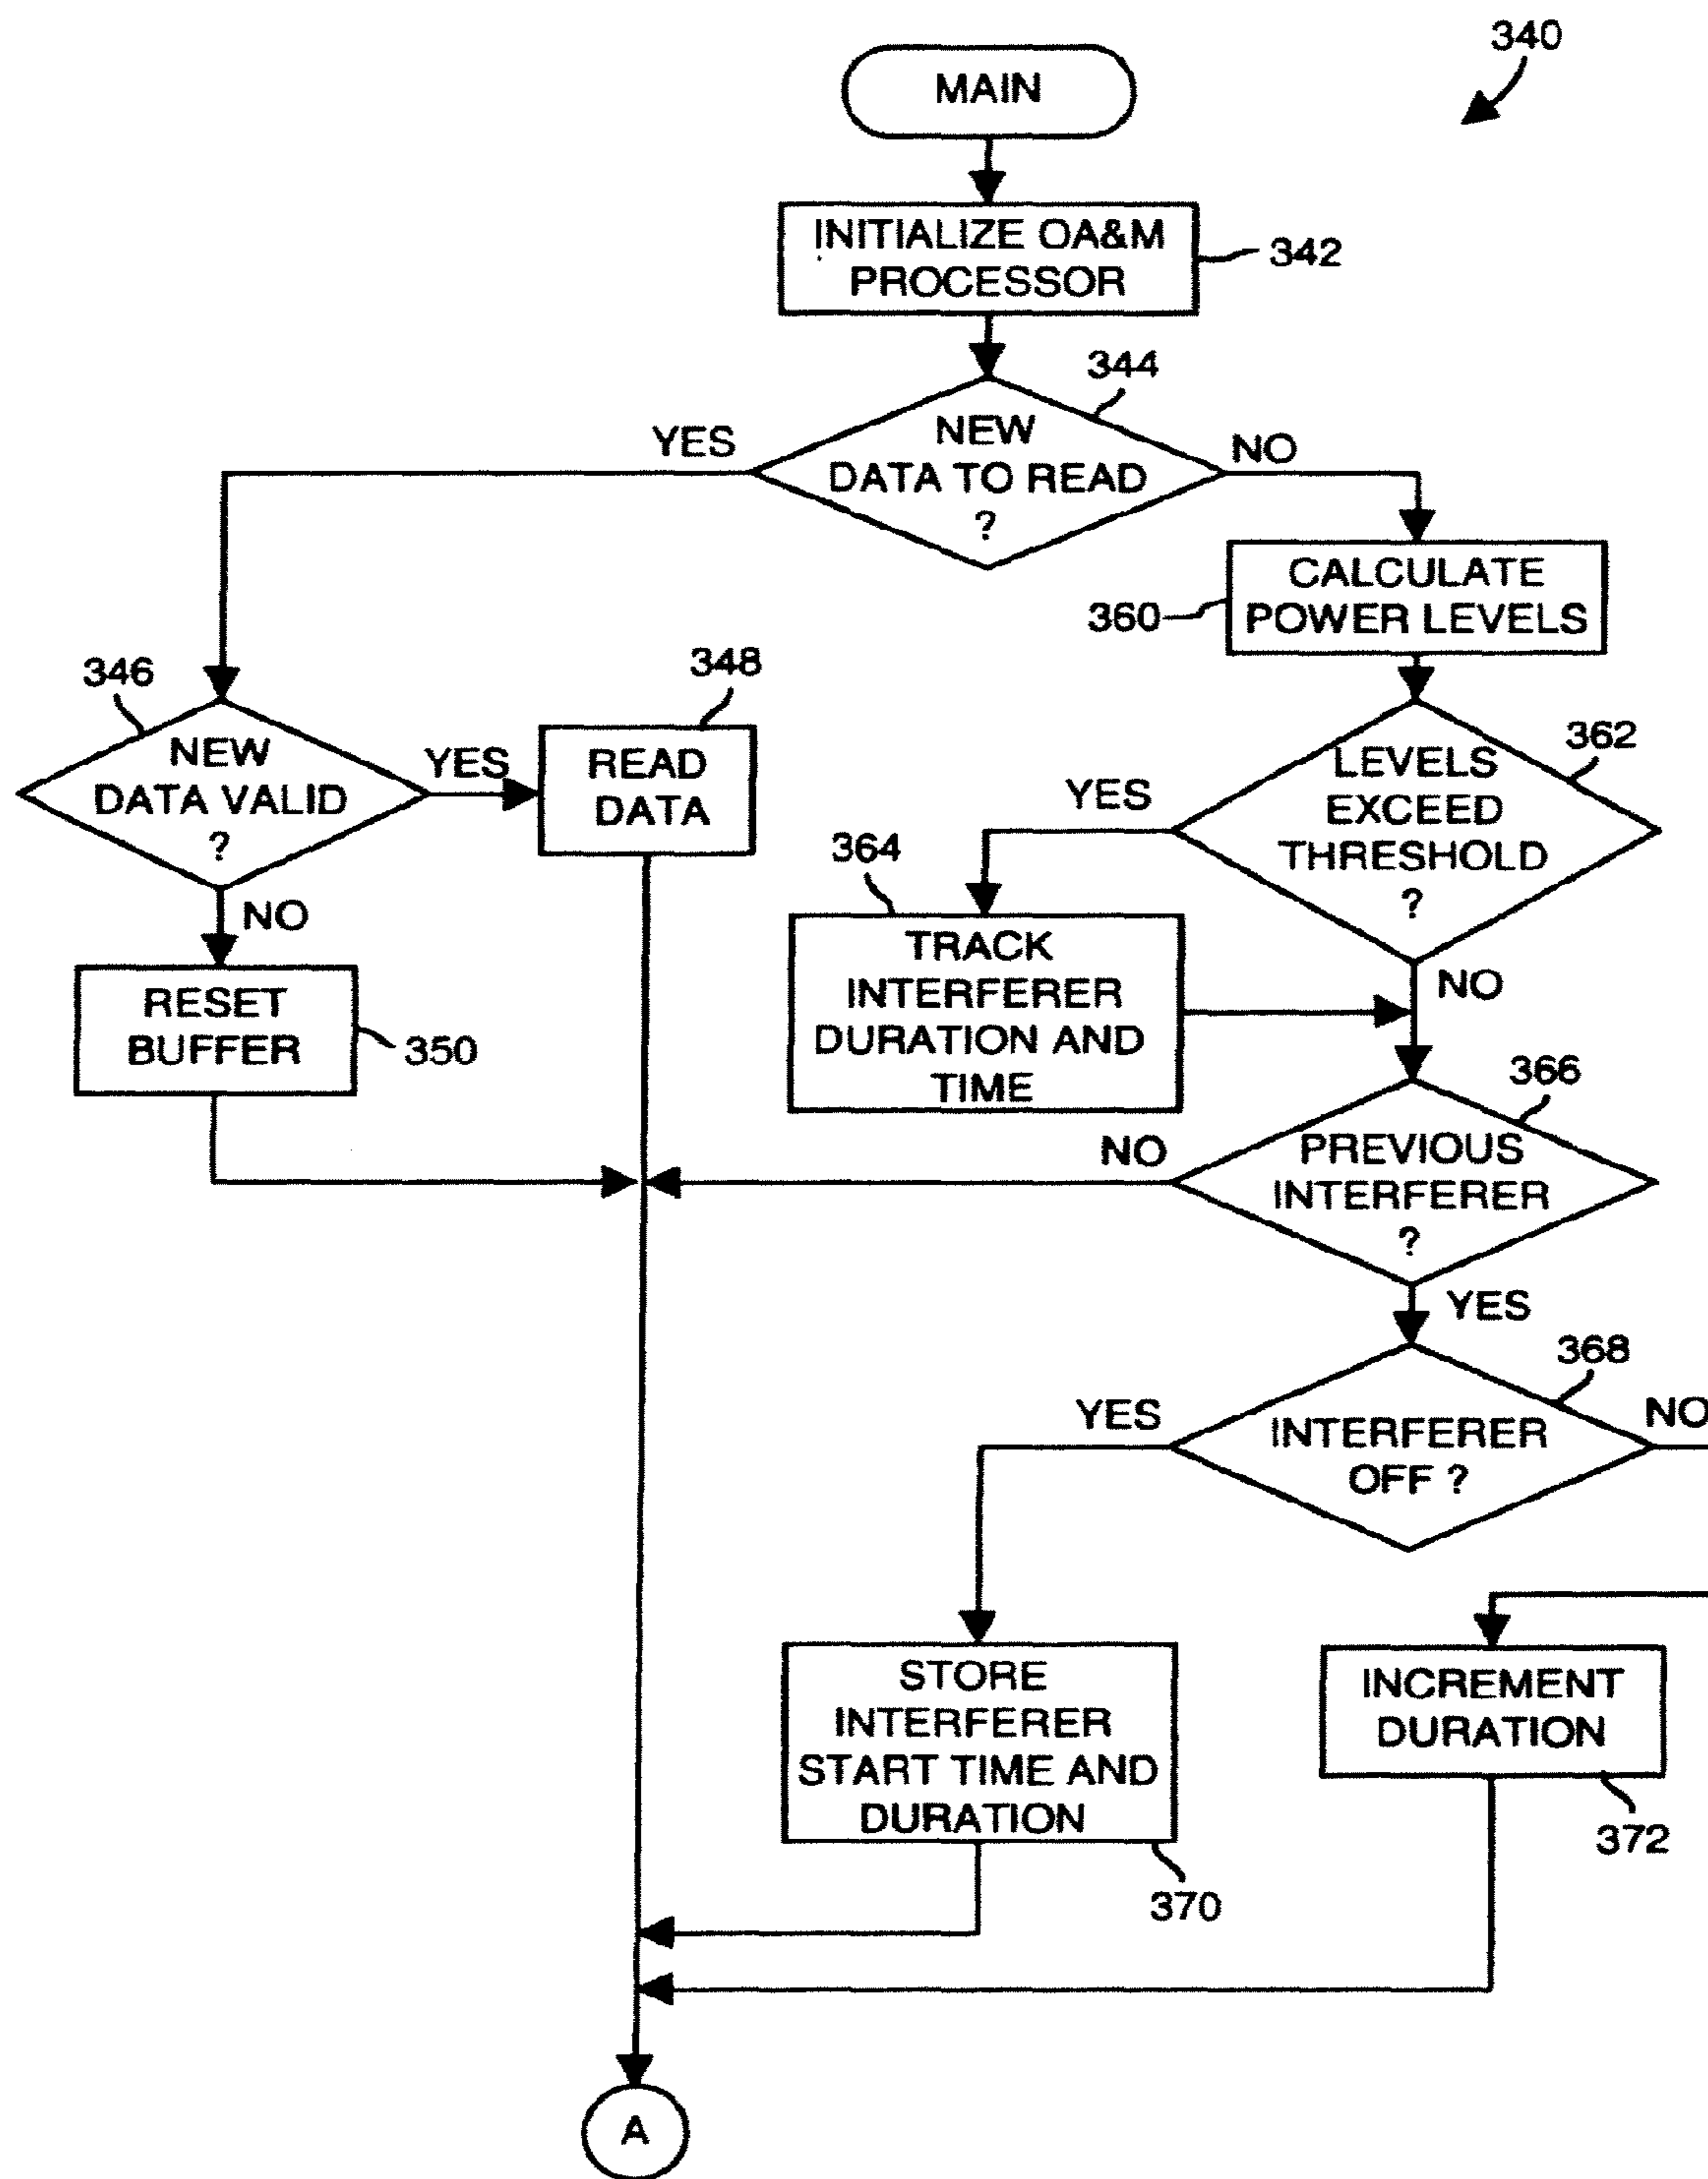 340
MAIN
INITIALIZE OA&M
PROCESSOR
342
344
NEW
DATA TO READ
?
YES
NO
CALCULATE
POWER LEVELS
360
346
NEW
DATA VALID
?
YES
348
READ
DATA
NO
RESET
BUFFER
350
362
LEVELS
EXCEED
THRESHOLD
?
YES
364
TRACK
INTERFERER
DURATION AND
TIME
NO
366
PREVIOUS
INTERFERER
?
NO
YES
368
INTERFERER
OFF ?
YES
NO
STORE
INTERFERER
START TIME AND
DURATION
370
INCREMENT
DURATION
372
A